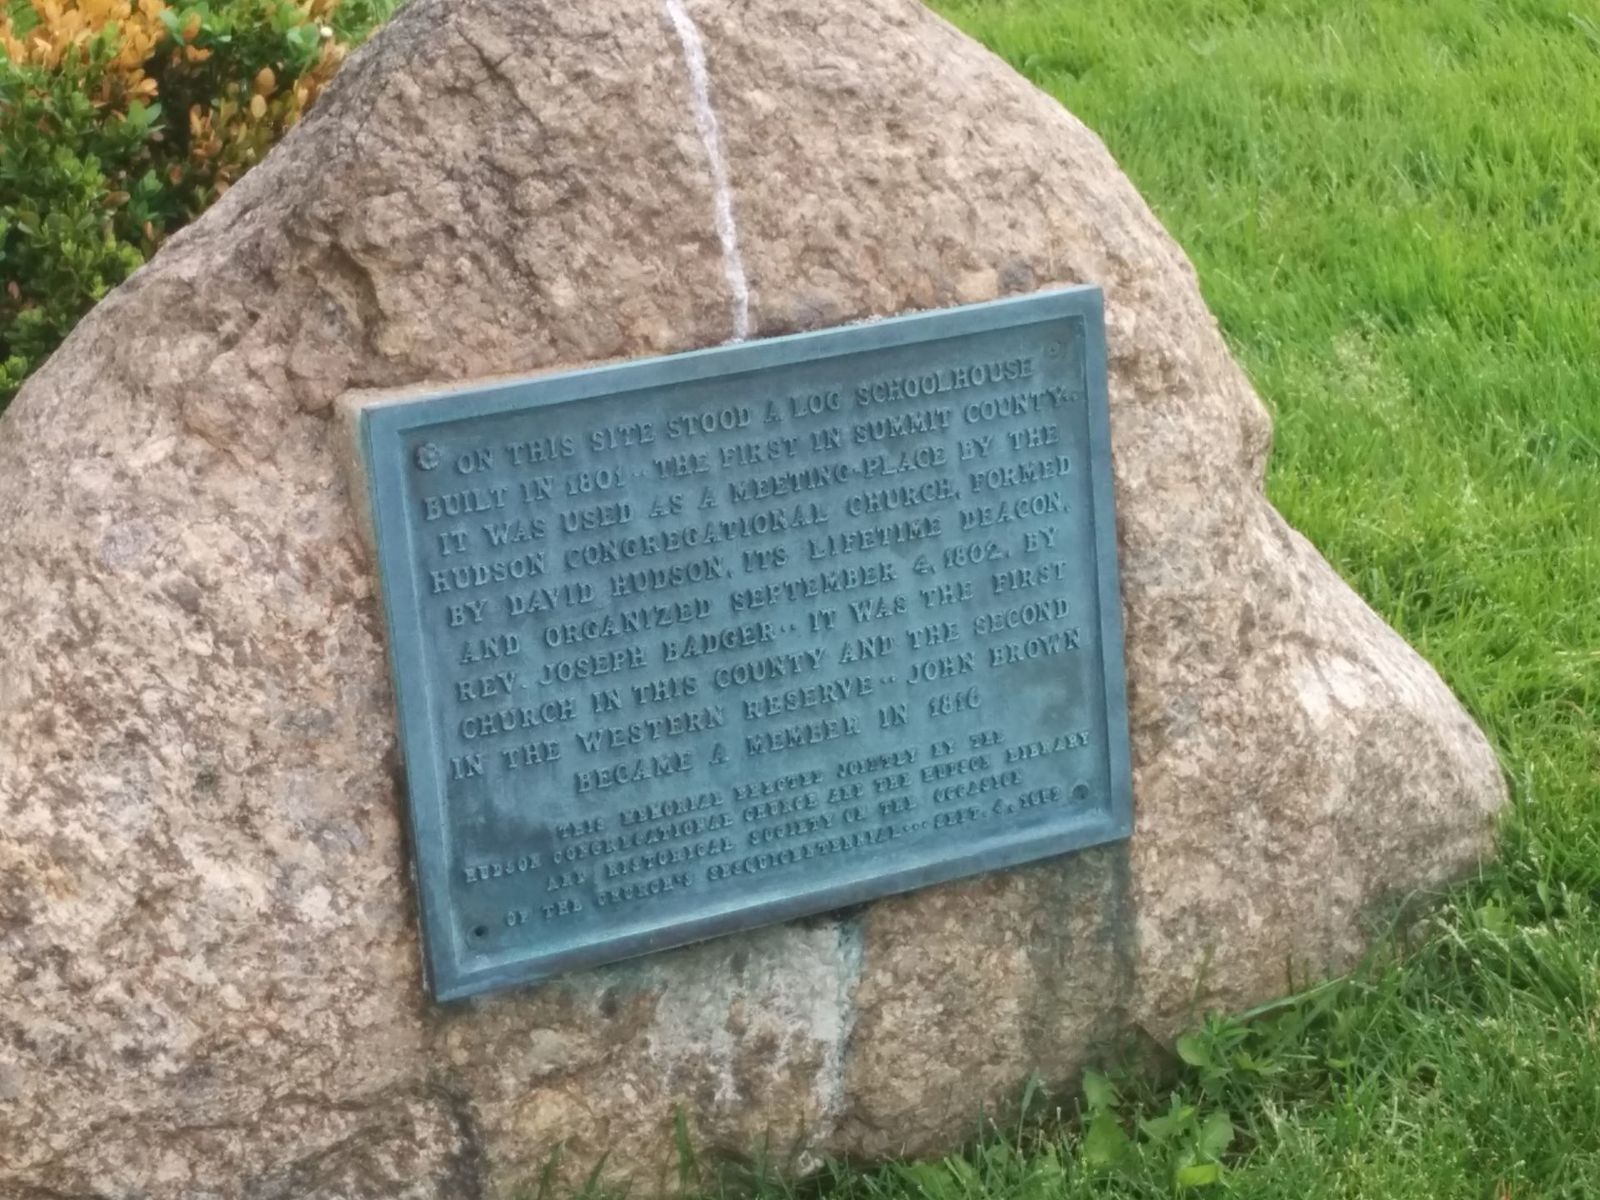 ON THIS SITE STOOD A LOG SCHOOLHOUSE
BUILT IN 1801·· THE FIRST IN SUMMIT COUNTY··
IT WAS USED AS A MEETING-PLACE BY THE
HUDSON CONGREGATIONAL CHURCH, FORMED
BY DAVID HUDSON, ITS LIFETIME DEACON,
AND ORGANIZED SEPTEMBER 4, 1802, BY
REV. JOSEPH BADGER·· IT WAS THE FIRST
CHURCH IN THIS COUNTY AND THE SECOND
IN THE WESTERN RESERVE·· JOHN BROWN
BECAME A MEMBER IN 1816
THIS MEMORIAL ERECTED JOINTLY BY THE
HUDSON CONGREGATIONAL CHURCH AND THE HUDSON LIBRARY
AND HISTORICAL SOCIETY ON THE OCCASION
OF THE CHURCH'S SESQUICENTENNIAL··· SEPT. 4, 1952